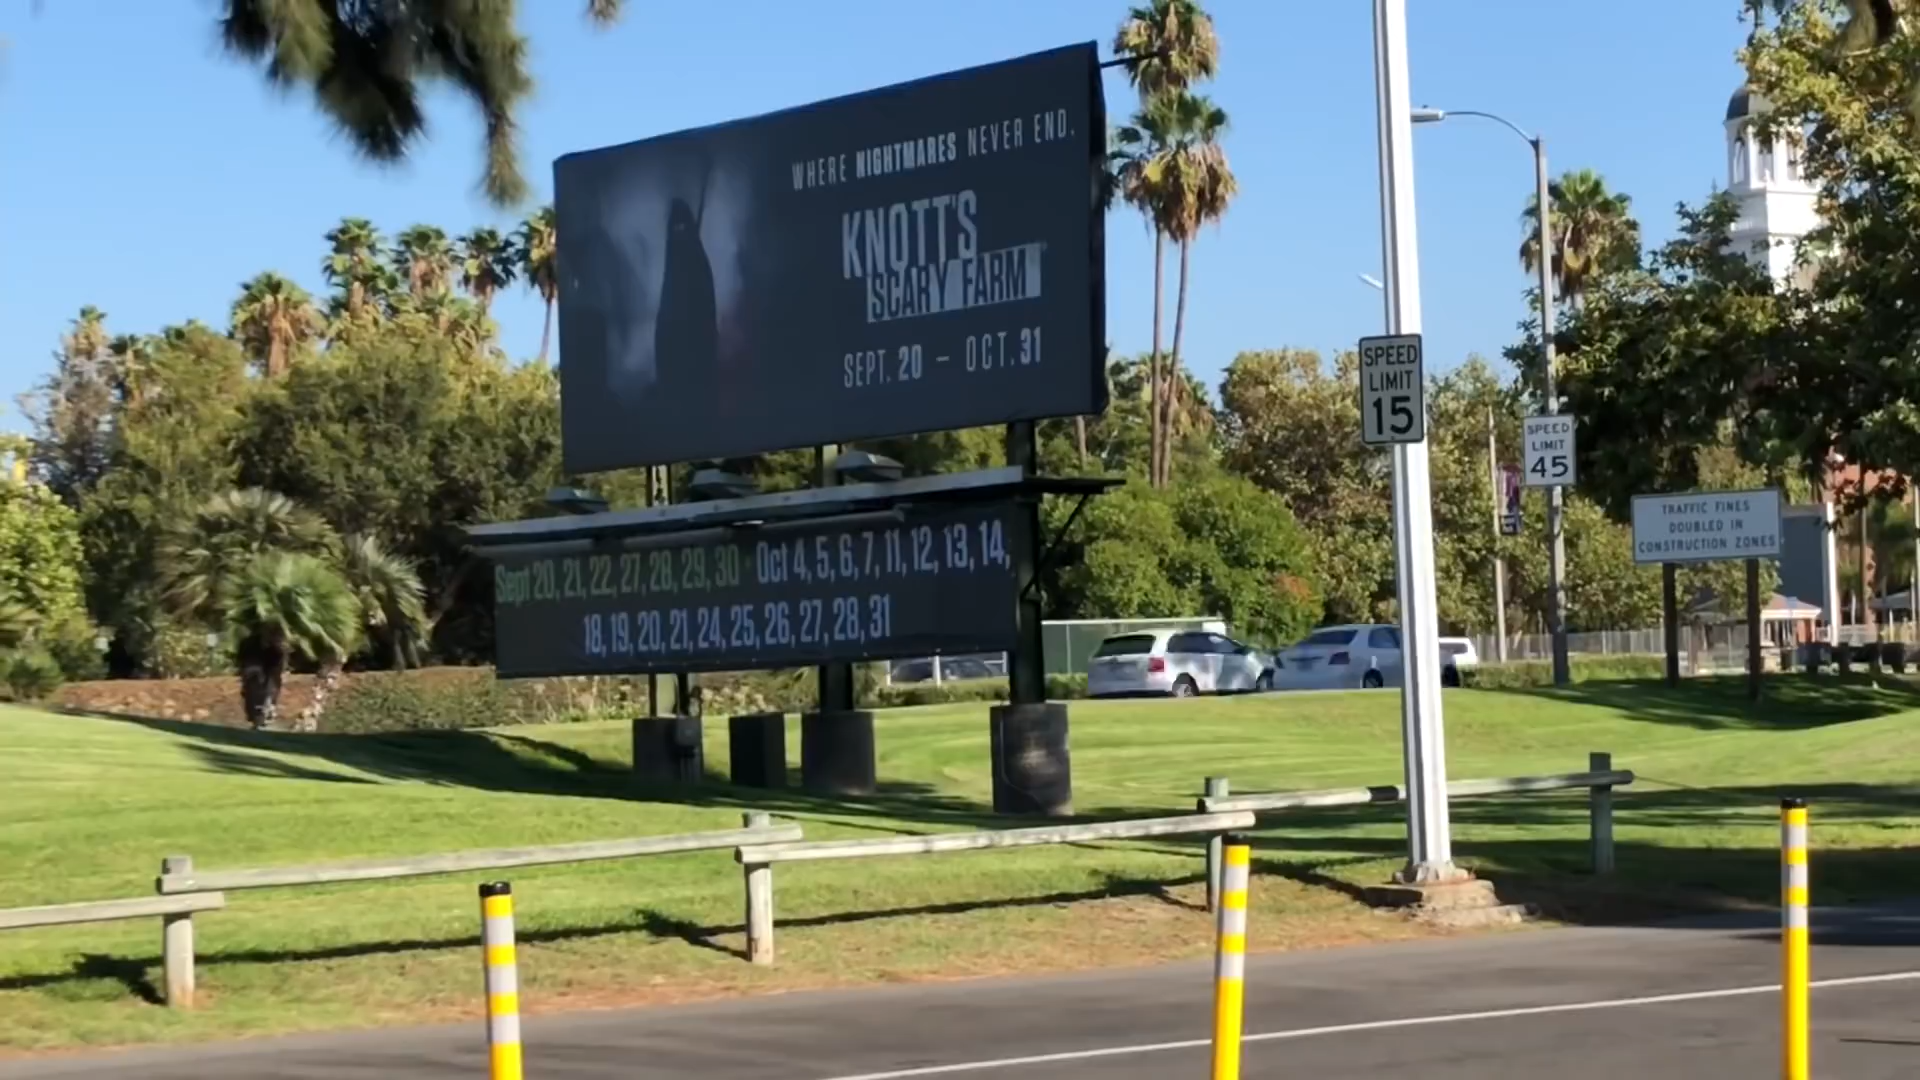 WHERE NIGHTMARES NEVER END.
KNOTT'S
SCARY FARM
SEPT. 20 – OCT. 31
Sept 20, 21, 22, 27, 28, 29, 30 · Oct 4, 5, 6, 7, 11, 12, 13, 14,
18, 19, 20, 21, 24, 25, 26, 27, 28, 31
SPEED
LIMIT
15
SPEED
LIMIT
45
TRAFFIC FINES
DOUBLED IN
CONSTRUCTION ZONES